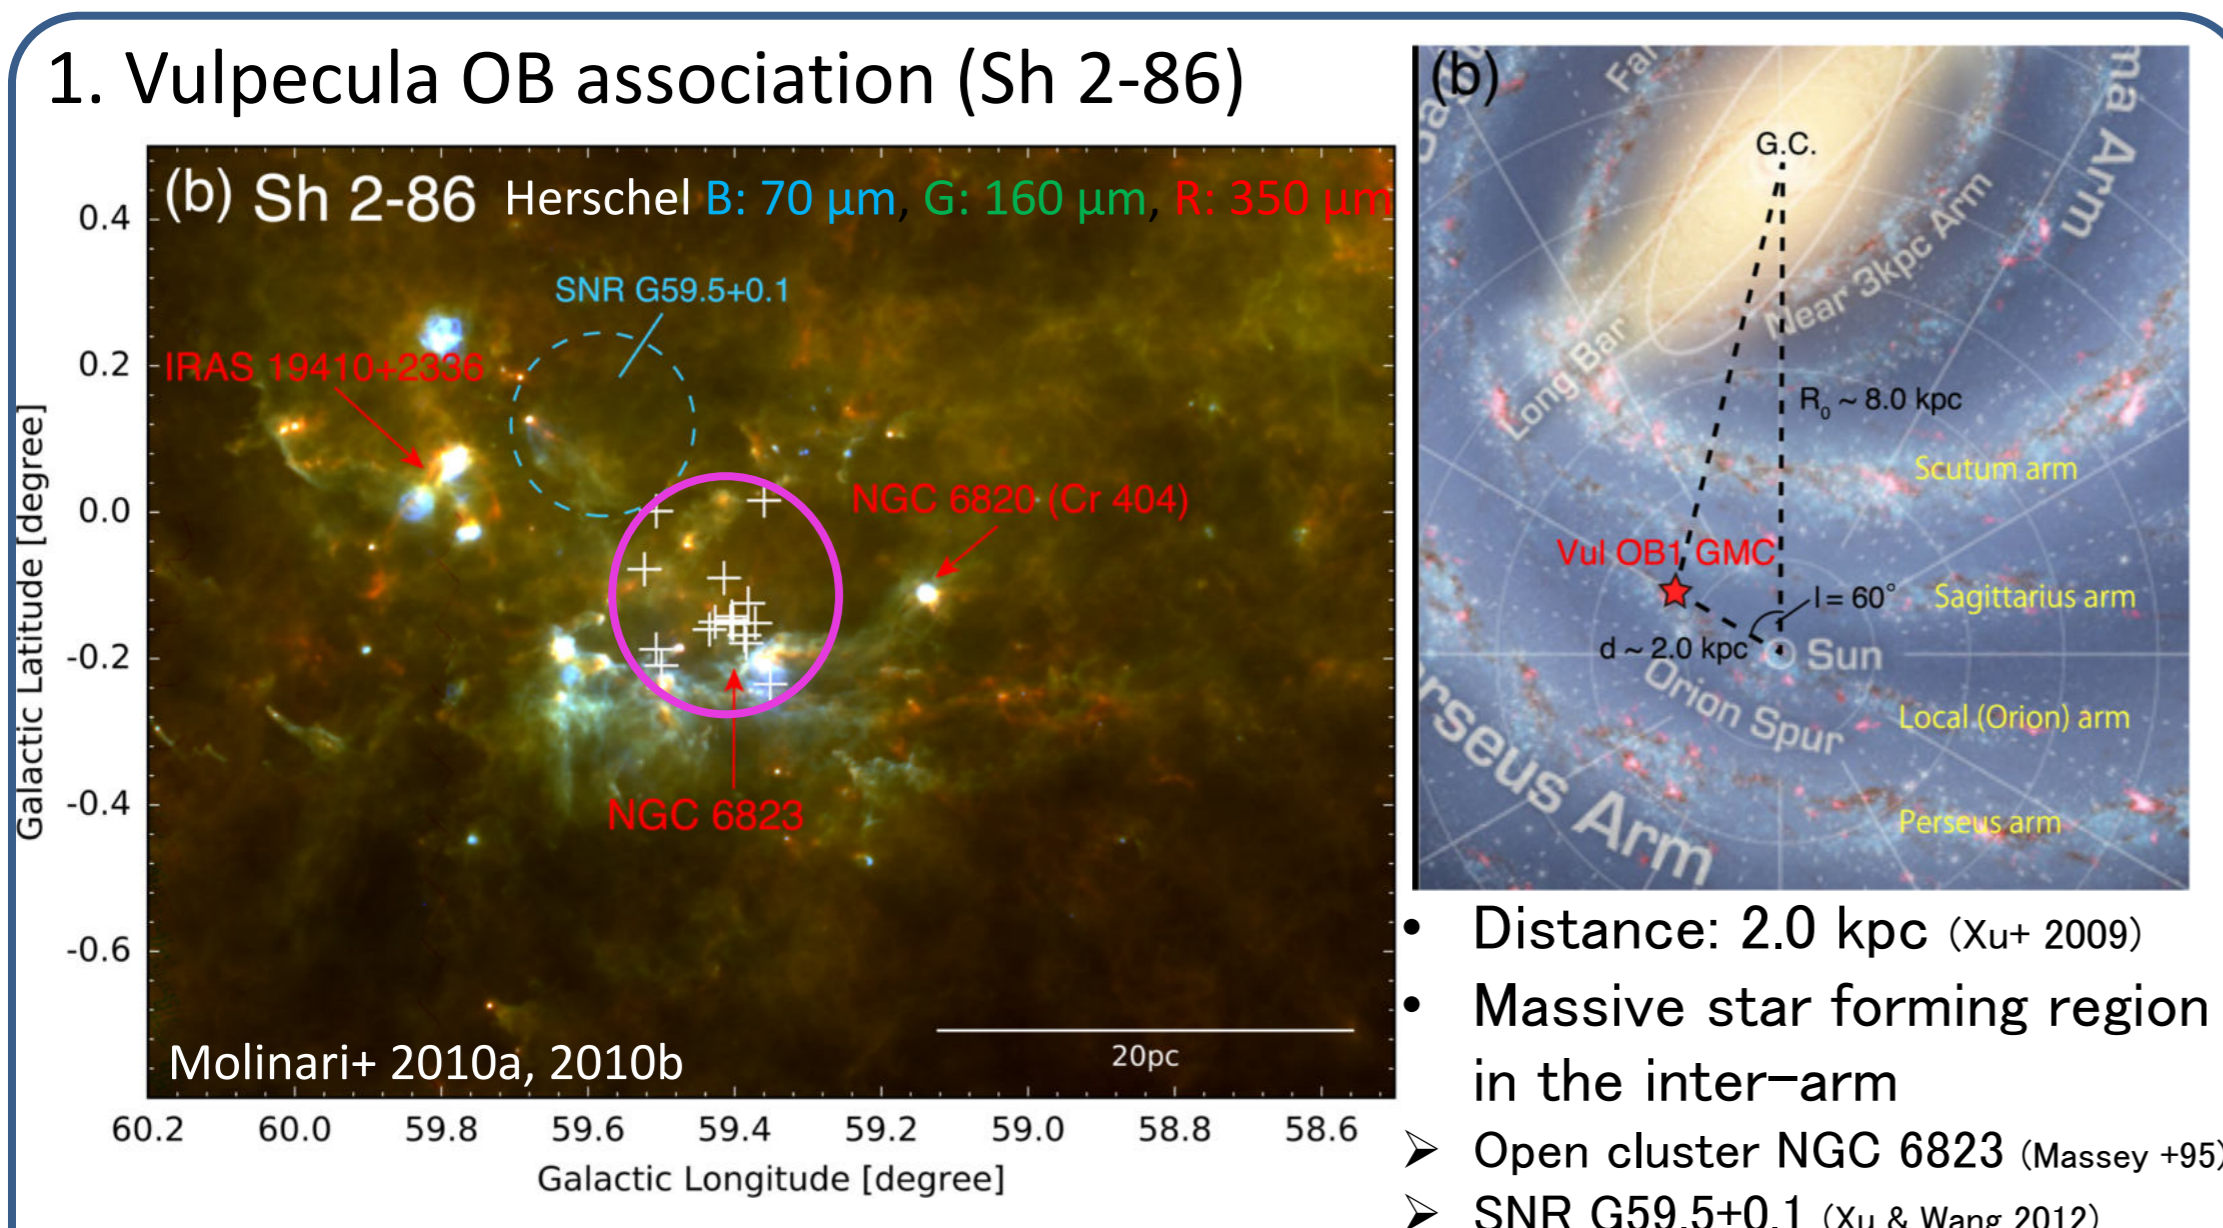 1. Vulpecula OB association (Sh 2-86)
(b) Sh 2-86 Herschel B: 70 μm, G: 160 μm, R: 350 μm
SNR G59.5+0.1
IRAS 19410+2336
NGC 6820 (Cr 404)
NGC 6823
Molinari+ 2010a, 2010b
20pc
0.4
0.2
0.0
-0.2
-0.4
-0.6
Galactic Latitude [degree]
60.2 60.0 59.8 59.6 59.4 59.2 59.0 58.8 58.6
Galactic Longitude [degree]
(b)
Far
ma Arm
G.C.
Near 3kpc Arm
Long Bar
R₀ ~ 8.0 kpc
Scutum arm
Vul OB1 GMC
l = 60°
Sagittarius arm
d ~ 2.0 kpc
Sun
Orion Spur
Local (Orion) arm
erseus Arm
Perseus arm
• Distance: 2.0 kpc (Xu+ 2009)
• Massive star forming region
in the inter-arm
➢ Open cluster NGC 6823 (Massey +95)
➢ SNR G59.5+0.1 (Xu & Wang 2012)